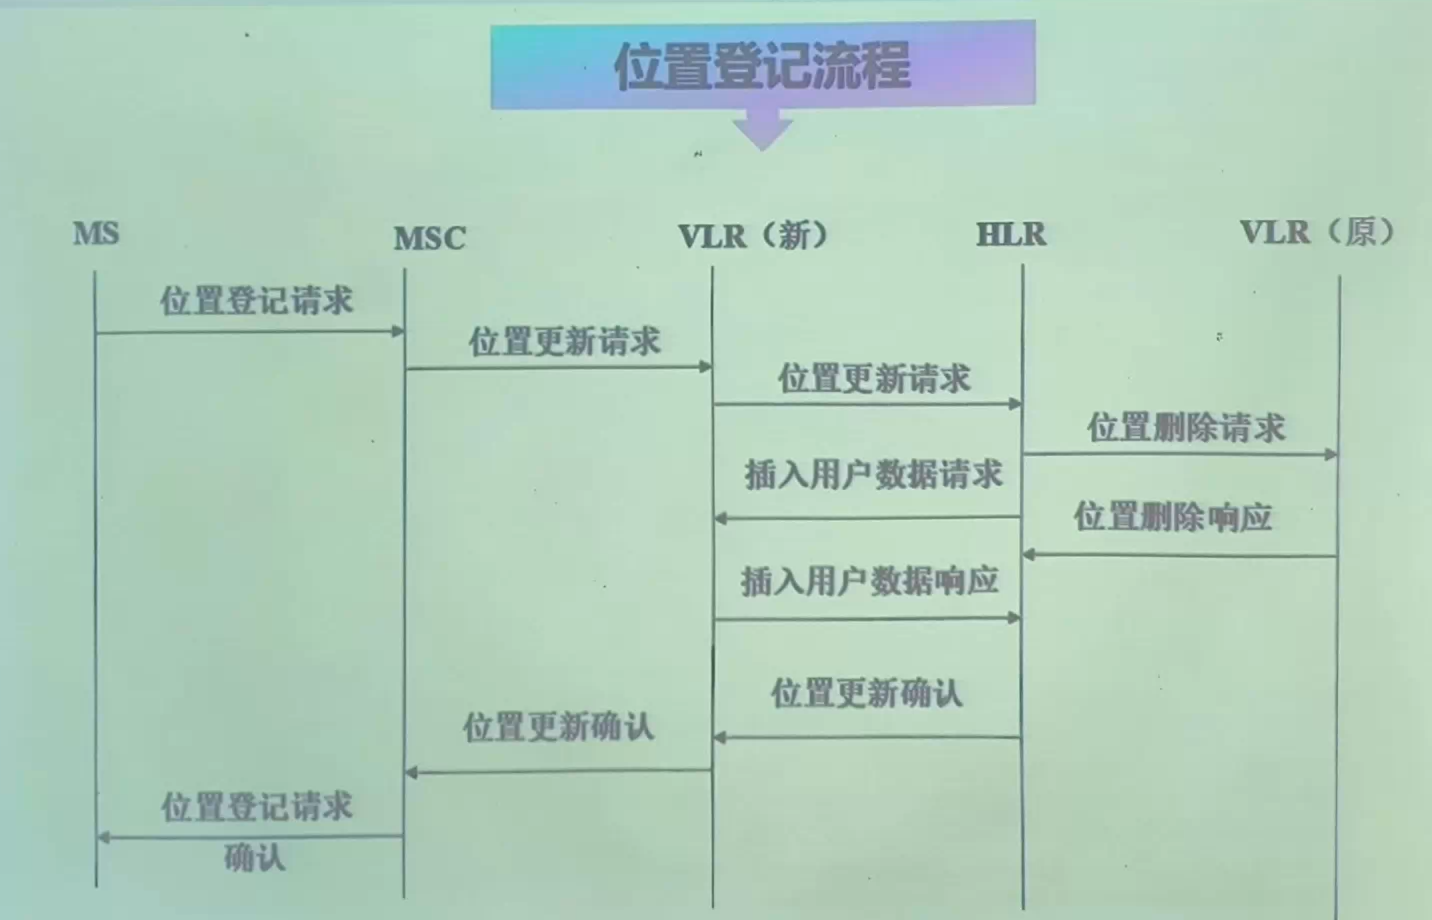 位置登记流程
MS
MSC
VLR（新）
HLR
VLR（原）
位置登记请求
位置更新请求
位置更新请求
位置删除请求
插入用户数据请求
位置删除响应
插入用户数据响应
位置更新确认
位置更新确认
位置登记请求
确认